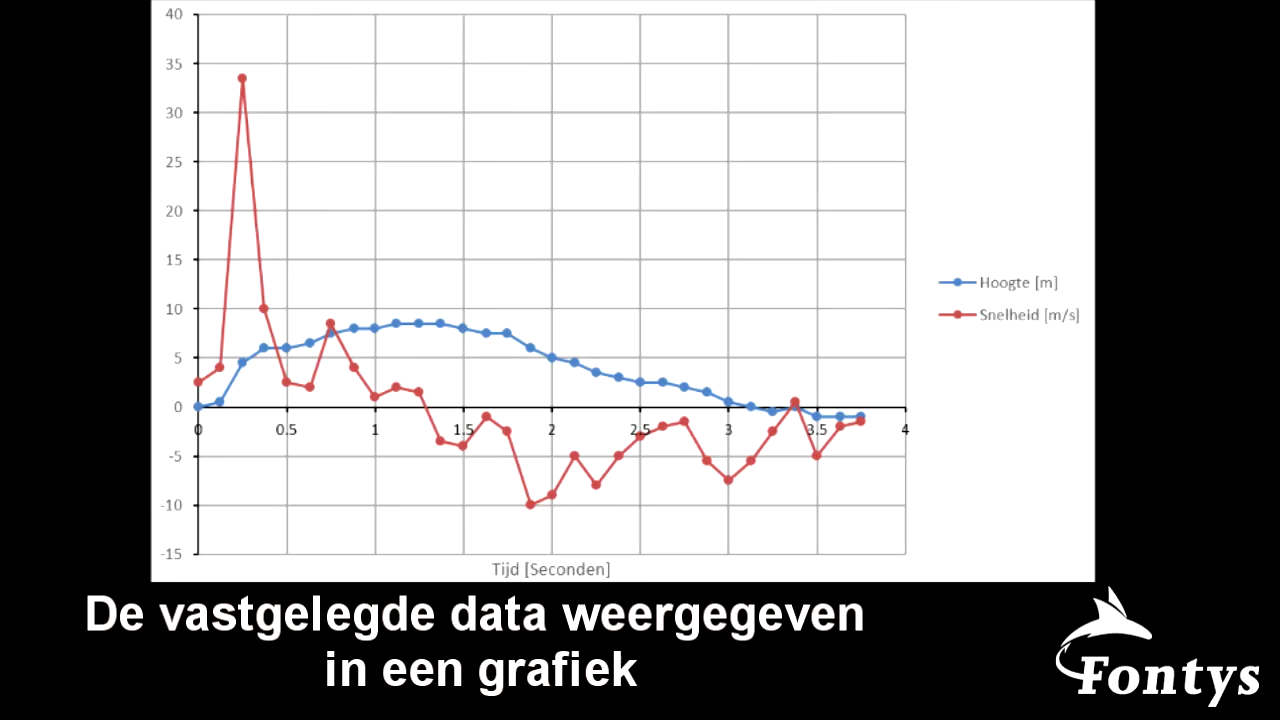 40
35
30
25
20
15
10
5
0
-5
-10
-15
0 0.5 1 1.5 2 2.5 3 3.5 4
Tijd [Seconden]
Hoogte [m]
Snelheid [m/s]
De vastgelegde data weergegeven
in een grafiek
Fontys